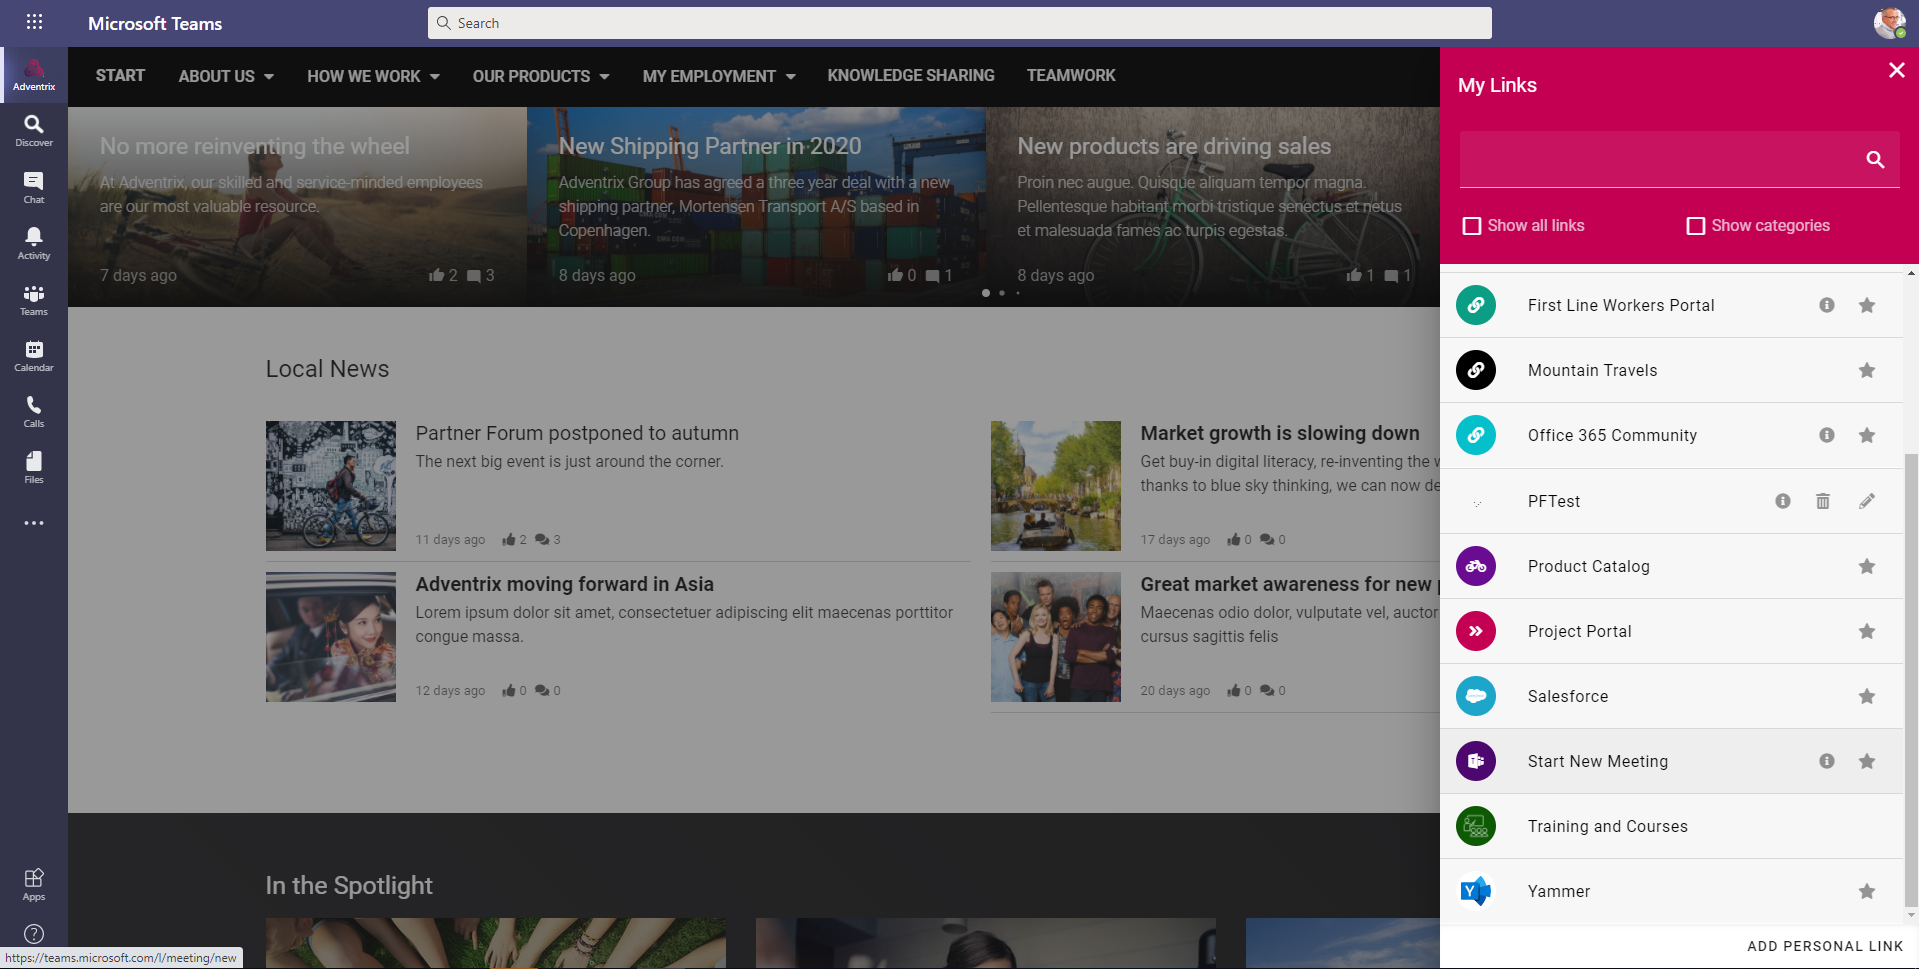 Microsoft Teams
Search
Adventrix
Discover
Chat
Activity
Teams
Calendar
Calls
Files
Apps
https://teams.microsoft.com/l/meeting/new
START
ABOUT US
HOW WE WORK
OUR PRODUCTS
MY EMPLOYMENT
KNOWLEDGE SHARING
TEAMWORK
No more reinventing the wheel
At Adventrix, our skilled and service-minded employees
are our most valuable resource.
7 days ago
2
3
New Shipping Partner in 2020
Adventrix Group has agreed a three year deal with a new
shipping partner, Mortensen Transport A/S based in
Copenhagen.
8 days ago
0
1
New products are driving sales
Proin nec augue. Quisque aliquam tempor magna.
Pellentesque habitant morbi tristique senectus et netus
et malesuada fames ac turpis egestas.
8 days ago
1
1
Local News
Partner Forum postponed to autumn
The next big event is just around the corner.
11 days ago
2
3
Market growth is slowing down
Get buy-in digital literacy, re-inventing the w
thanks to blue sky thinking, we can now de
17 days ago
0
0
Adventrix moving forward in Asia
Lorem ipsum dolor sit amet, consectetuer adipiscing elit maecenas porttitor
congue massa.
12 days ago
0
0
Great market awareness for new p
Maecenas odio dolor, vulputate vel, auctor
cursus sagittis felis
20 days ago
0
0
In the Spotlight
My Links
Show all links
Show categories
First Line Workers Portal
Mountain Travels
Office 365 Community
PFTest
Product Catalog
Project Portal
Salesforce
Start New Meeting
Training and Courses
Yammer
ADD PERSONAL LINK